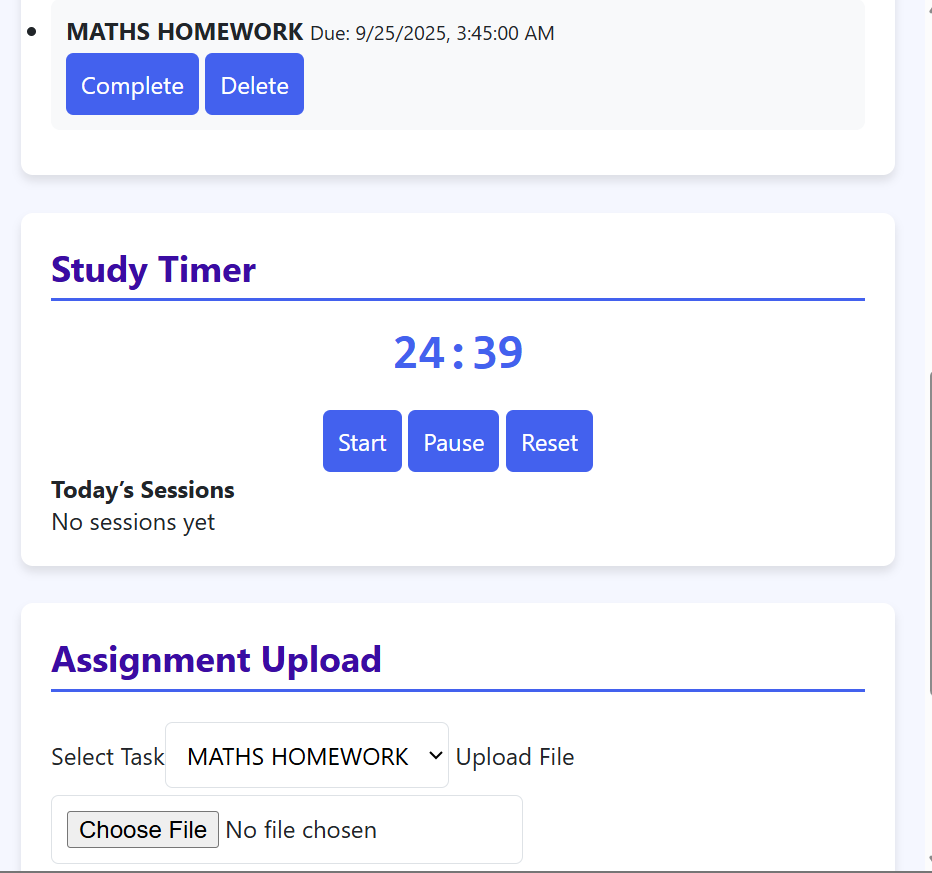 MATHS HOMEWORK Due: 9/25/2025, 3:45:00 AM
Complete Delete
Study Timer
24:39
Start Pause Reset
Today’s Sessions
No sessions yet
Assignment Upload
Select Task MATHS HOMEWORK Upload File
Choose File No file chosen